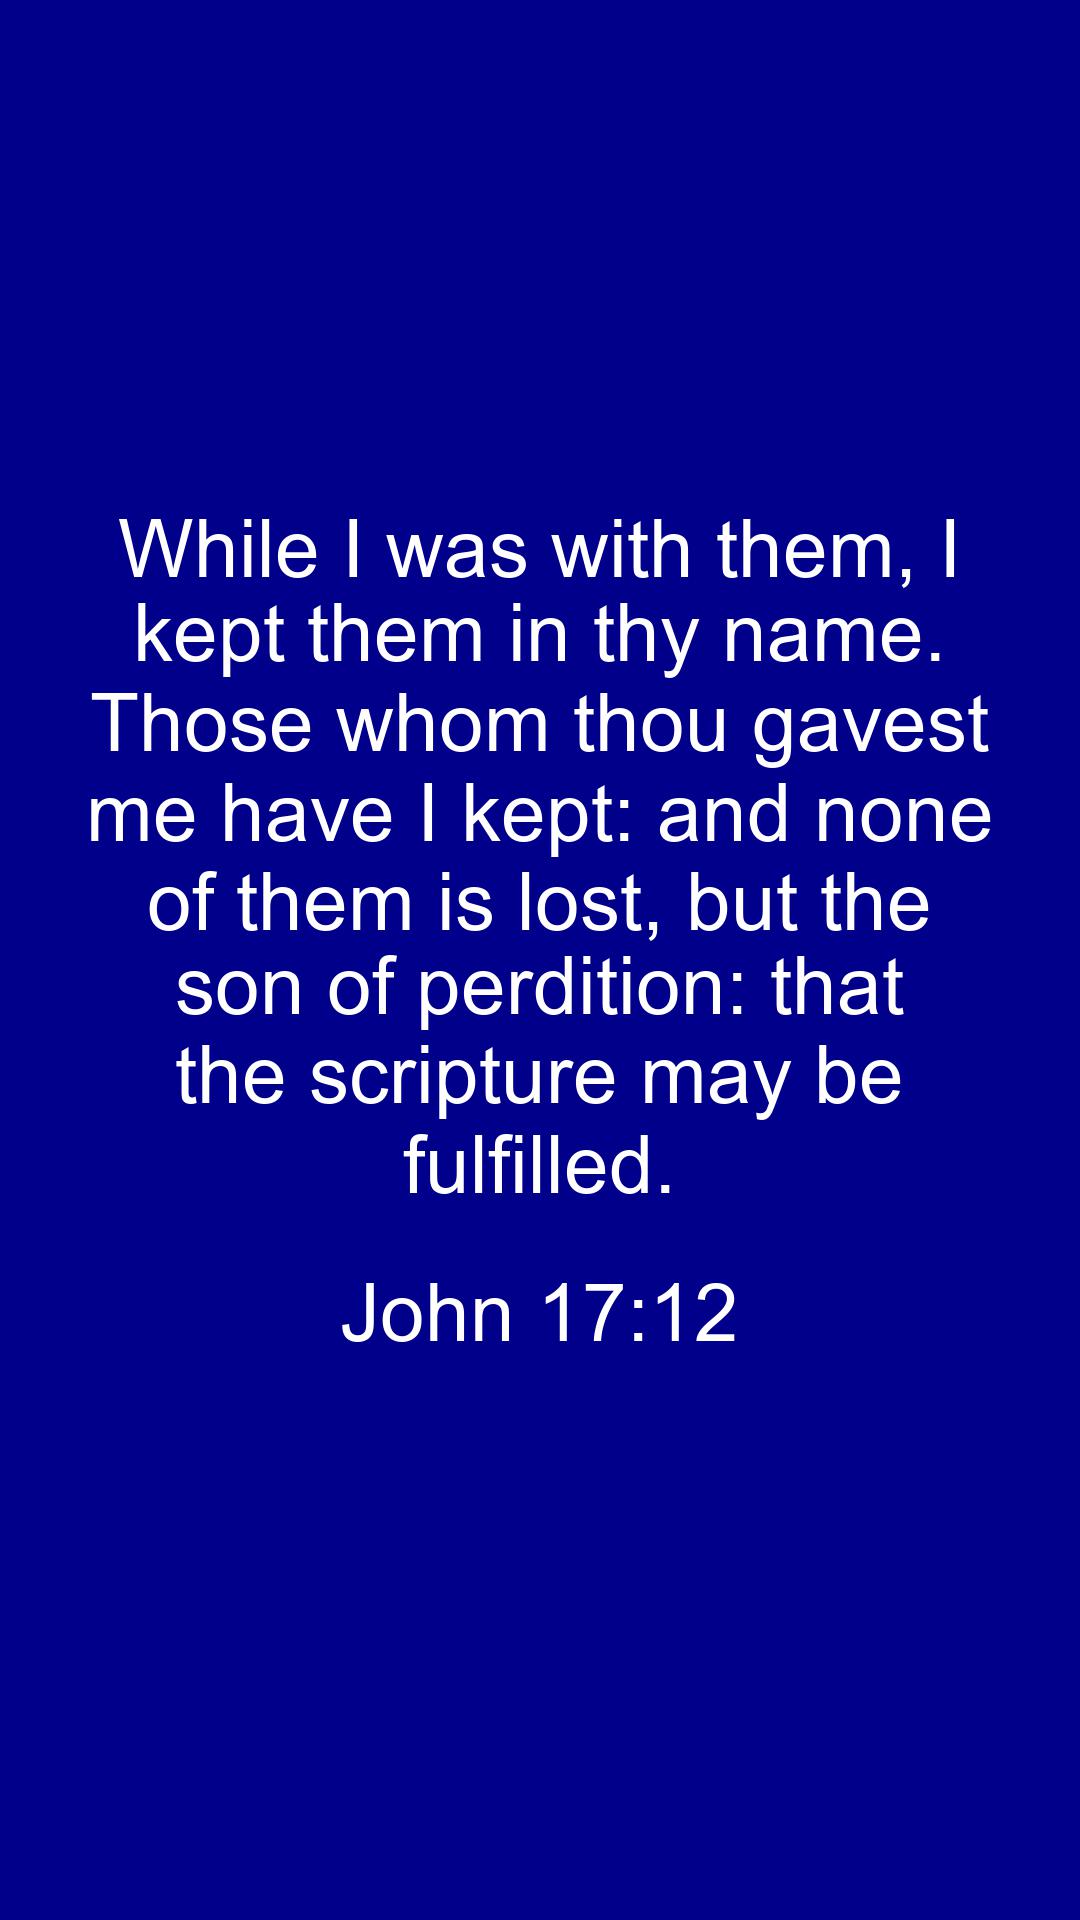 While I was with them, I
kept them in thy name.
Those whom thou gavest
me have I kept: and none
of them is lost, but the
son of perdition: that
the scripture may be
fulfilled.
John 17:12